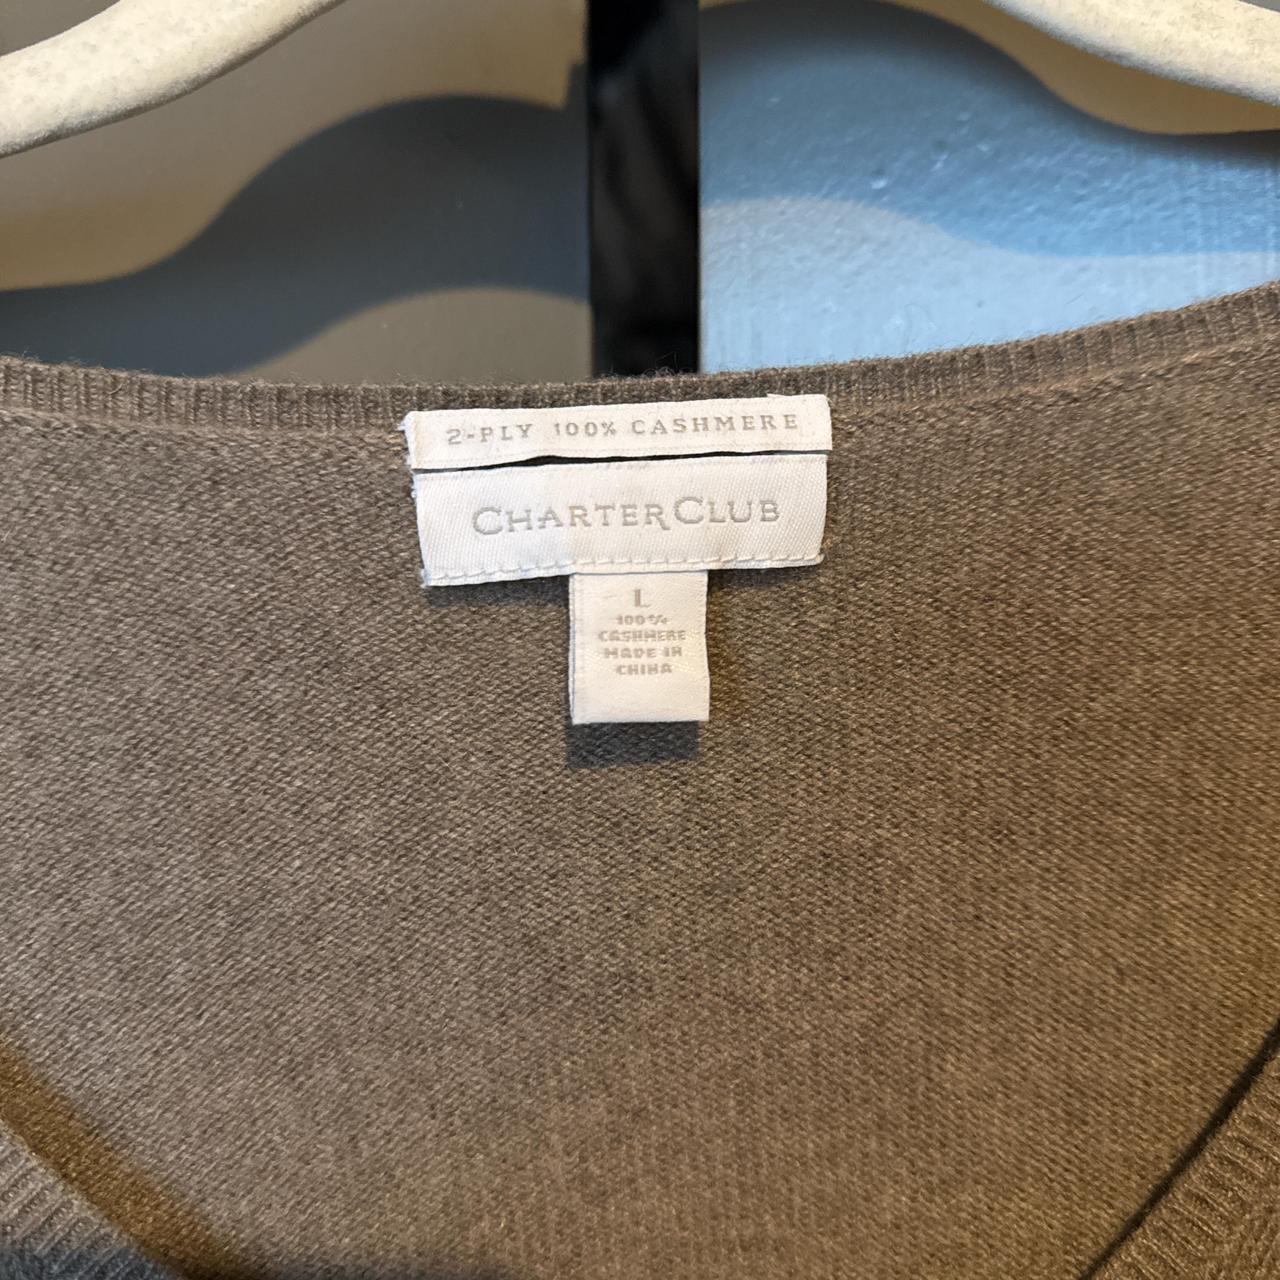 2-PLY 100% CASHMERE
CHARTER CLUB
L
100%
CASHMERE
MADE IN
CHINA